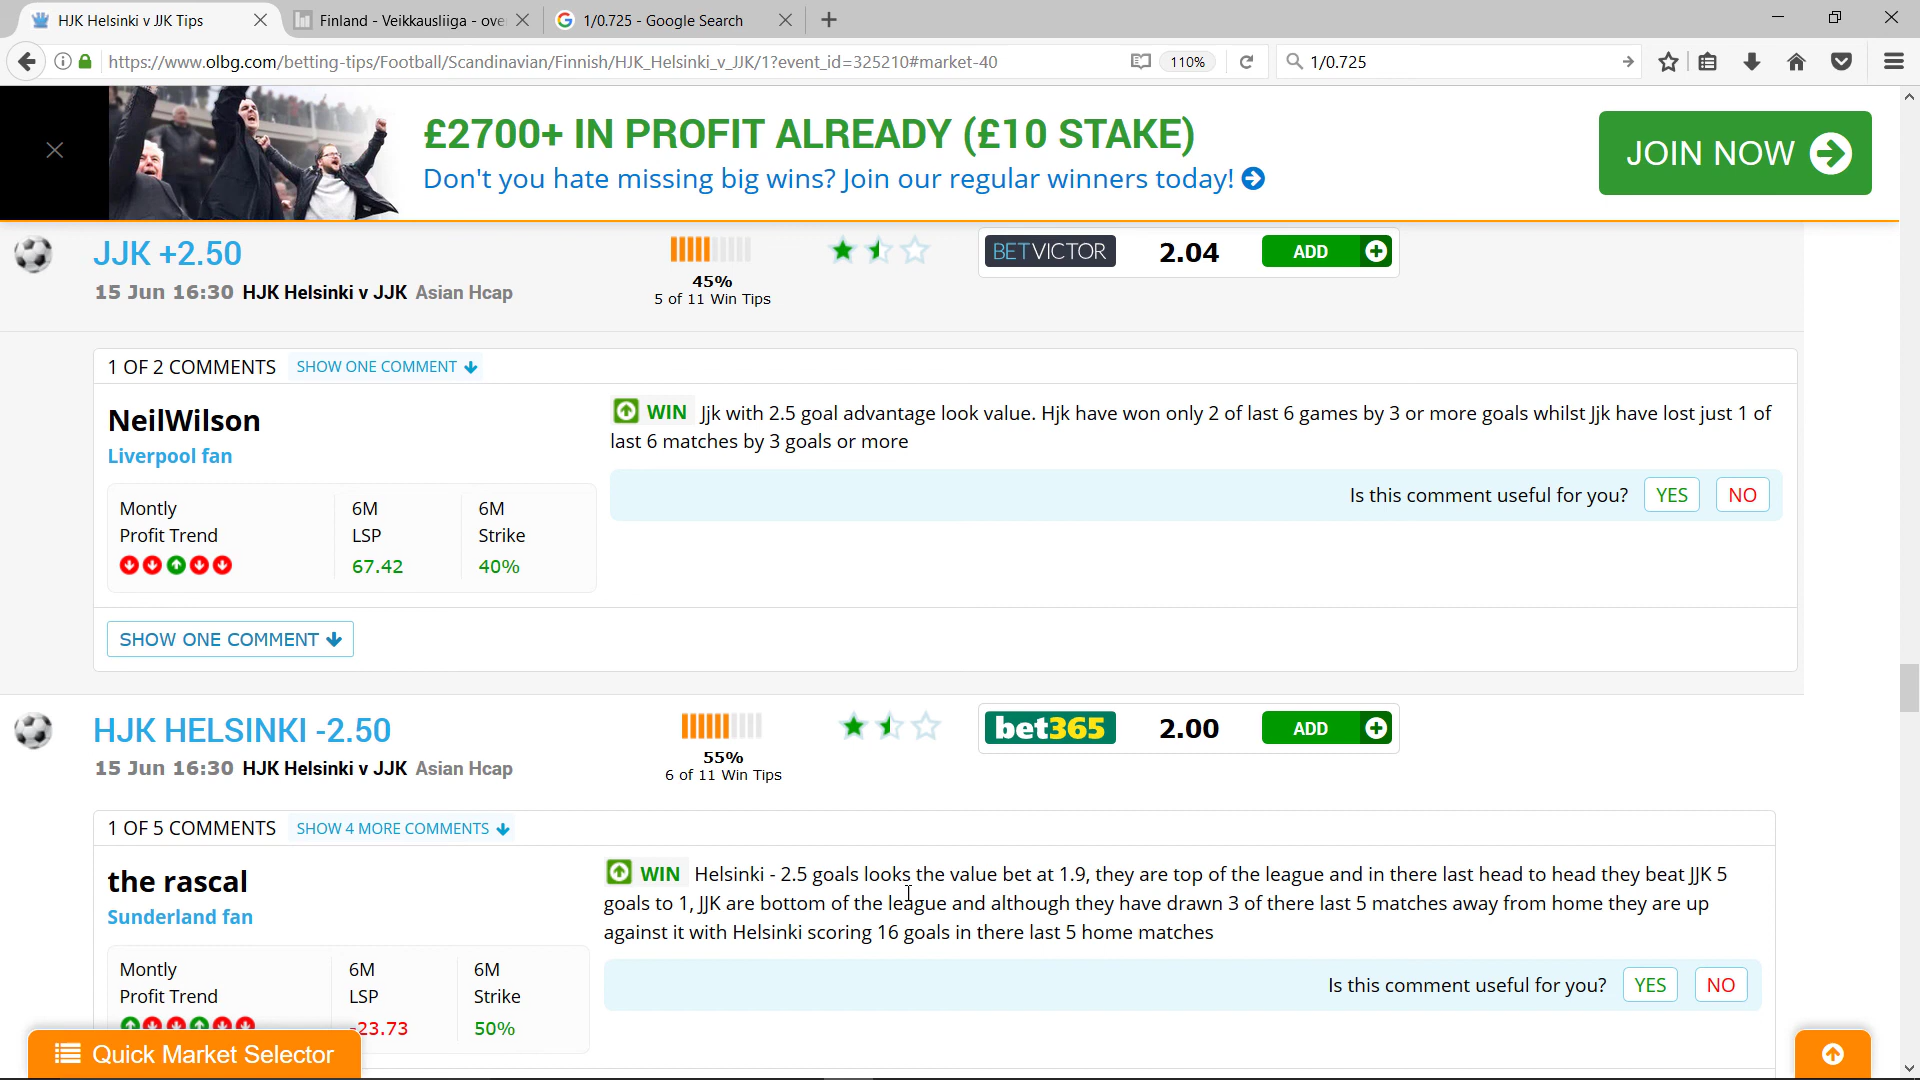 HJK Helsinki v JJK Tips
Finland - Veikkausliiga - ove
1/0.725 - Google Search
https://www.olbg.com/betting-tips/Football/Scandinavian/Finnish/HJK_Helsinki_v_JJK/1?event_id=325210#market-40
110%
1/0.725
£2700+ IN PROFIT ALREADY (£10 STAKE)
Don't you hate missing big wins? Join our regular winners today!
JOIN NOW
JJK +2.50
15 Jun 16:30 HJK Helsinki v JJK Asian Hcap
45%
5 of 11 Win Tips
BETVICTOR
2.04
ADD
1 OF 2 COMMENTS SHOW ONE COMMENT
NeilWilson
Liverpool fan
Montly
Profit Trend
6M
LSP
67.42
6M
Strike
40%
WIN Jjk with 2.5 goal advantage look value. Hjk have won only 2 of last 6 games by 3 or more goals whilst Jjk have lost just 1 of
last 6 matches by 3 goals or more
Is this comment useful for you? YES NO
SHOW ONE COMMENT
HJK HELSINKI -2.50
15 Jun 16:30 HJK Helsinki v JJK Asian Hcap
55%
6 of 11 Win Tips
bet365
2.00
ADD
1 OF 5 COMMENTS SHOW 4 MORE COMMENTS
the rascal
Sunderland fan
Montly
Profit Trend
6M
LSP
-23.73
6M
Strike
50%
WIN Helsinki - 2.5 goals looks the value bet at 1.9, they are top of the league and in there last head to head they beat JJK 5
goals to 1, JJK are bottom of the league and although they have drawn 3 of there last 5 matches away from home they are up
against it with Helsinki scoring 16 goals in there last 5 home matches
Is this comment useful for you? YES NO
Quick Market Selector